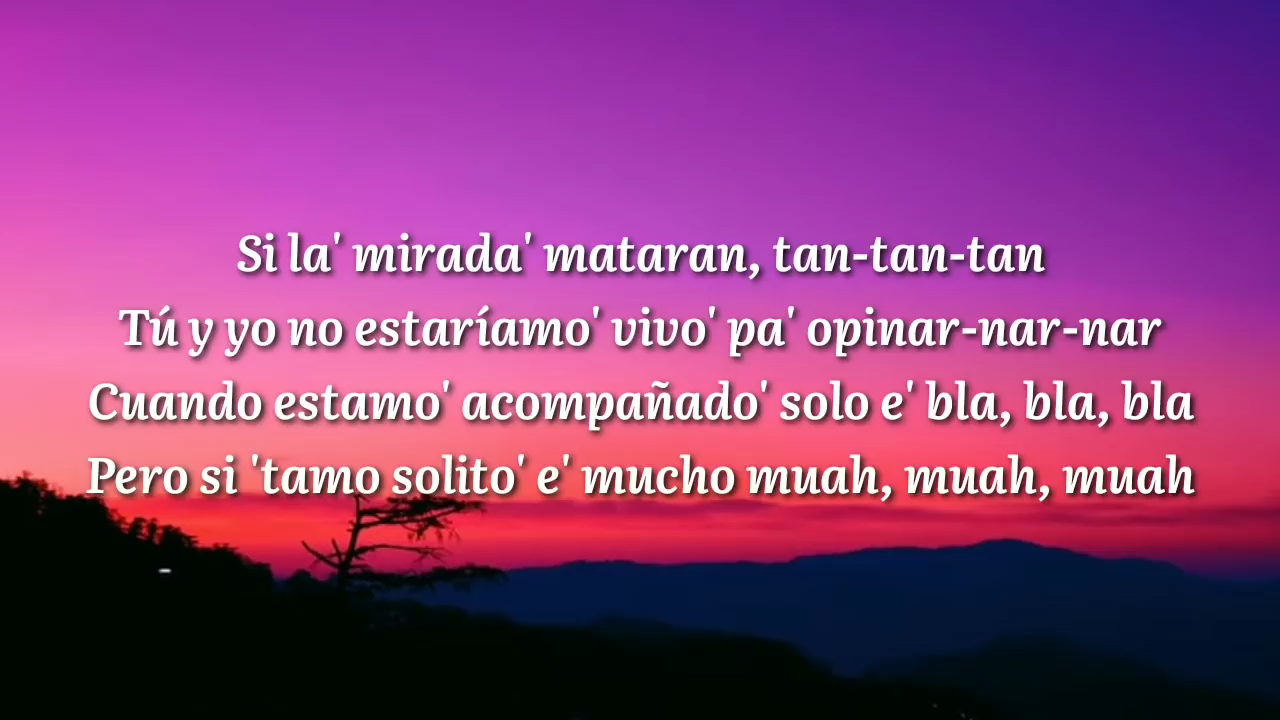 Si la' mirada' mataran, tan-tan-tan
Tú y yo no estaríamo' vivo' pa' opinar-nar-nar
Cuando estamo' acompañado' solo e' bla, bla, bla
Pero si 'tamo solito' e' mucho muah, muah, muah